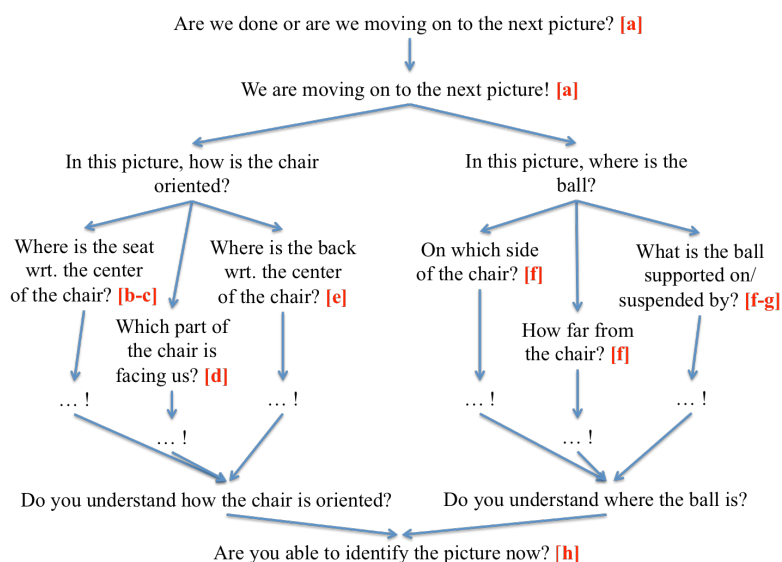 Are we done or are we moving on to the next picture? [a]
We are moving on to the next picture! [a]
In this picture, how is the chair
oriented?
In this picture, where is the
ball?
Where is the seat
wrt. the center
of the chair? [b-c]
Which part of
the chair is
facing us? [d]
Where is the back
wrt. the center
of the chair? [e]
On which side
of the chair? [f]
How far from
the chair? [f]
What is the ball
supported on/
suspended by? [f-g]
… !
… !
… !
… !
… !
… !
Do you understand how the chair is oriented?
Do you understand where the ball is?
Are you able to identify the picture now? [h]